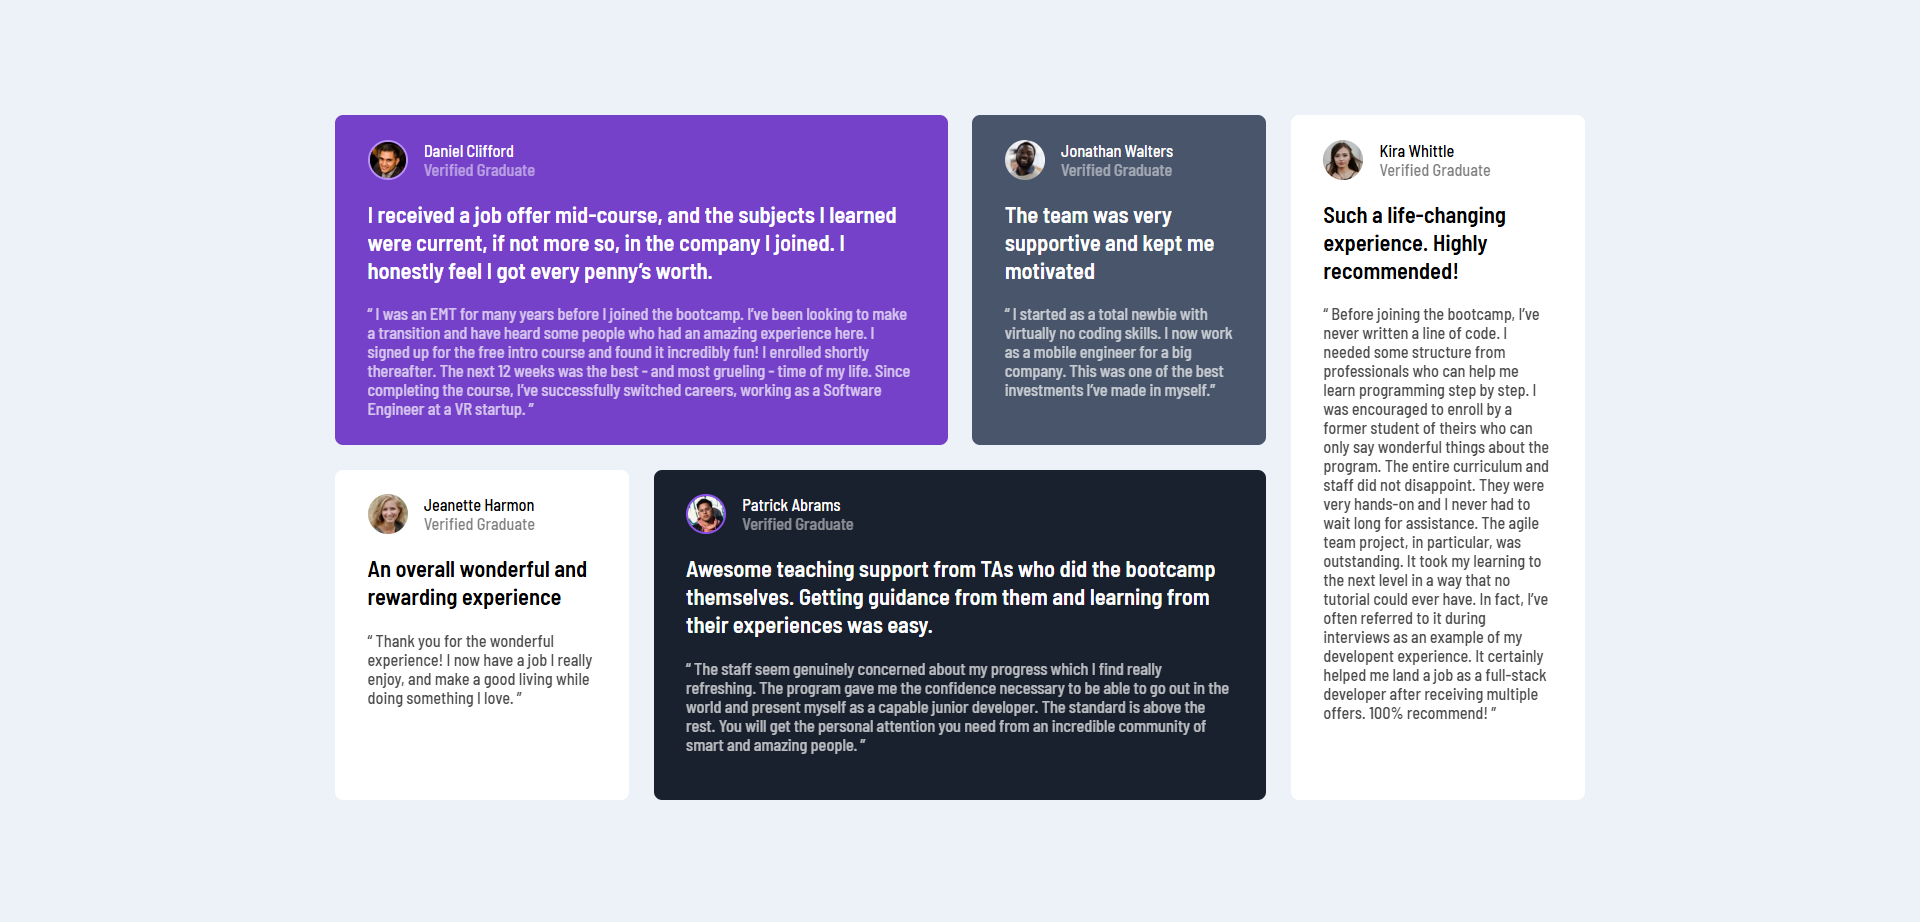 Daniel Clifford
Verified Graduate
I received a job offer mid-course, and the subjects I learned
were current, if not more so, in the company I joined. I
honestly feel I got every penny’s worth.
“ I was an EMT for many years before I joined the bootcamp. I’ve been looking to make
a transition and have heard some people who had an amazing experience here. I
signed up for the free intro course and found it incredibly fun! I enrolled shortly
thereafter. The next 12 weeks was the best - and most grueling - time of my life. Since
completing the course, I’ve successfully switched careers, working as a Software
Engineer at a VR startup. ”
Jonathan Walters
Verified Graduate
The team was very
supportive and kept me
motivated
“ I started as a total newbie with
virtually no coding skills. I now work
as a mobile engineer for a big
company. This was one of the best
investments I’ve made in myself.”
Kira Whittle
Verified Graduate
Such a life-changing
experience. Highly
recommended!
“ Before joining the bootcamp, I’ve
never written a line of code. I
needed some structure from
professionals who can help me
learn programming step by step. I
was encouraged to enroll by a
former student of theirs who can
only say wonderful things about the
program. The entire curriculum and
staff did not disappoint. They were
very hands-on and I never had to
wait long for assistance. The agile
team project, in particular, was
outstanding. It took my learning to
the next level in a way that no
tutorial could ever have. In fact, I’ve
often referred to it during
interviews as an example of my
developent experience. It certainly
helped me land a job as a full-stack
developer after receiving multiple
offers. 100% recommend! ”
Jeanette Harmon
Verified Graduate
An overall wonderful and
rewarding experience
“ Thank you for the wonderful
experience! I now have a job I really
enjoy, and make a good living while
doing something I love. ”
Patrick Abrams
Verified Graduate
Awesome teaching support from TAs who did the bootcamp
themselves. Getting guidance from them and learning from
their experiences was easy.
“ The staff seem genuinely concerned about my progress which I find really
refreshing. The program gave me the confidence necessary to be able to go out in the
world and present myself as a capable junior developer. The standard is above the
rest. You will get the personal attention you need from an incredible community of
smart and amazing people. ”